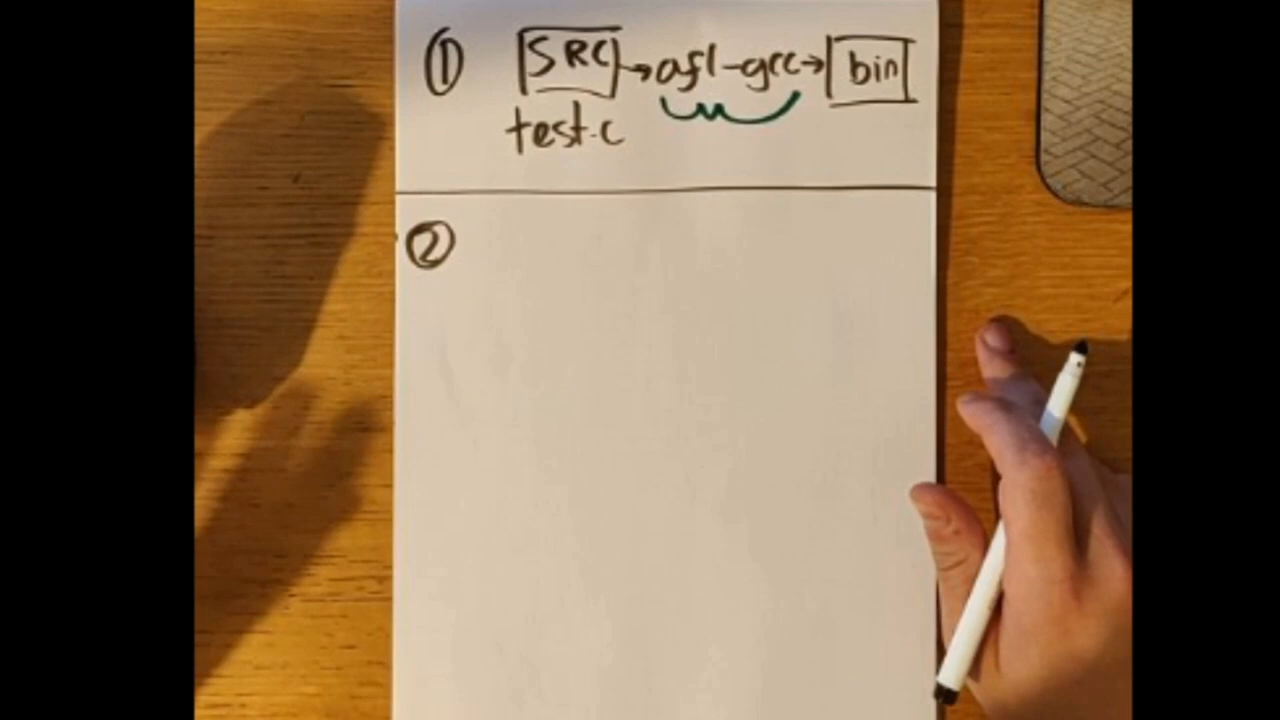 ① SRC → afl-gcc → bin
test.c
②